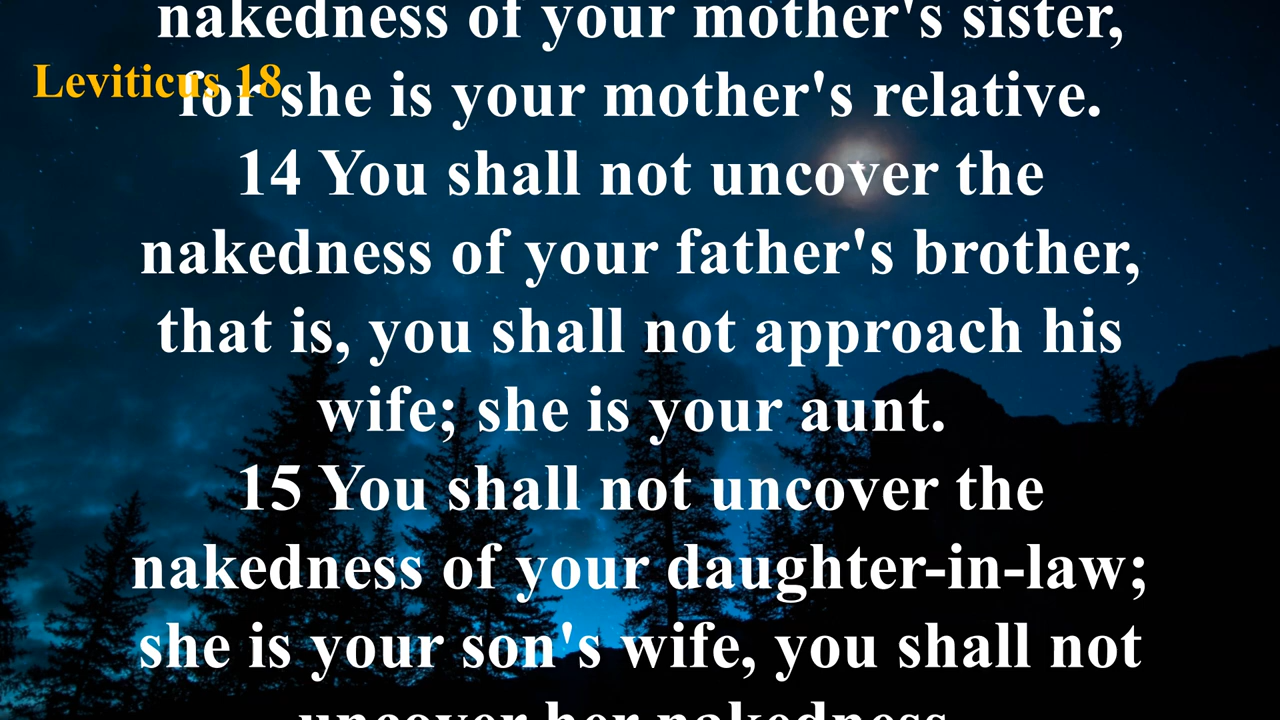 nakedness of your mother's sister,
Leviticus 18
for she is your mother's relative.
14 You shall not uncover the
nakedness of your father's brother,
that is, you shall not approach his
wife; she is your aunt.
15 You shall not uncover the
nakedness of your daughter-in-law;
she is your son's wife, you shall not
uncover her nakedness.